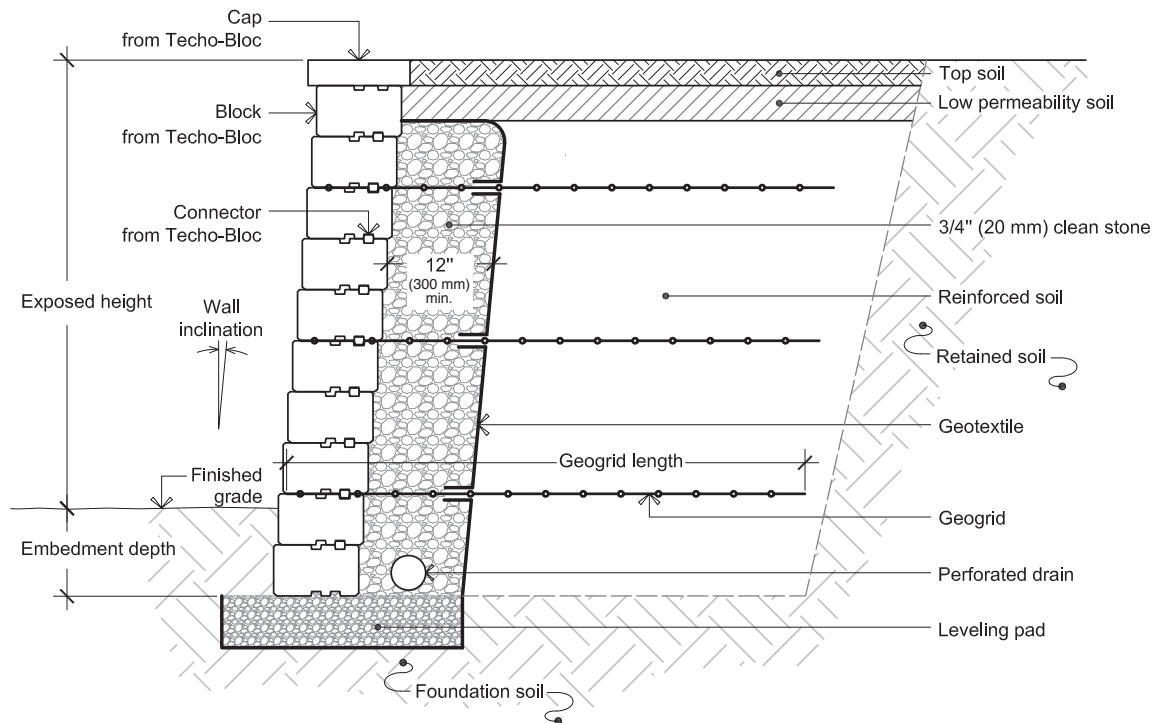 Cap
from Techo-Bloc
Top soil
Low permeability soil
Block
from Techo-Bloc
Connector
from Techo-Bloc
3/4" (20 mm) clean stone
12"
(300 mm)
min.
Exposed height
Wall
inclination
Reinforced soil
Retained soil
Geotextile
Geogrid length
Finished
grade
Geogrid
Embedment depth
Perforated drain
Leveling pad
Foundation soil